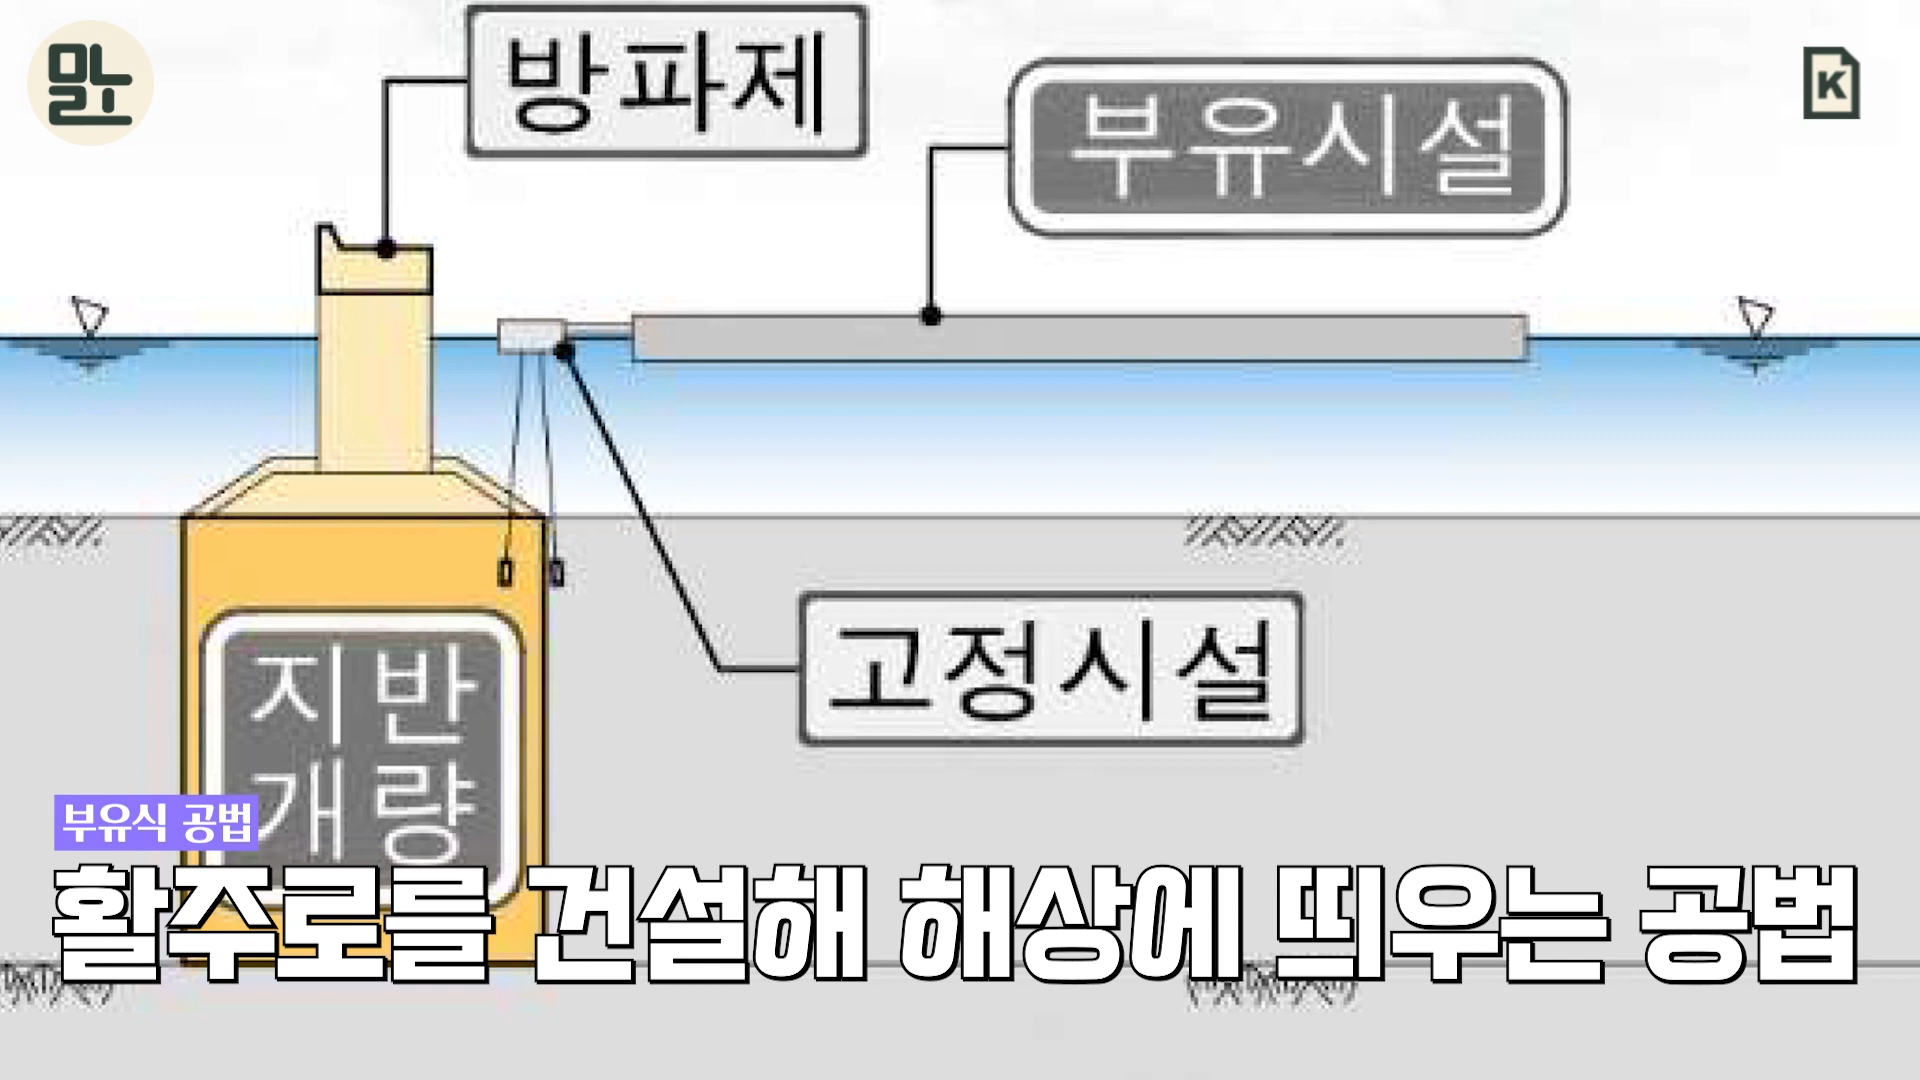 맑스
K
방파제
부유시설
고정시설
지반
개량
부유식 공법
활주로를 건설해 해상에 띄우는 공법